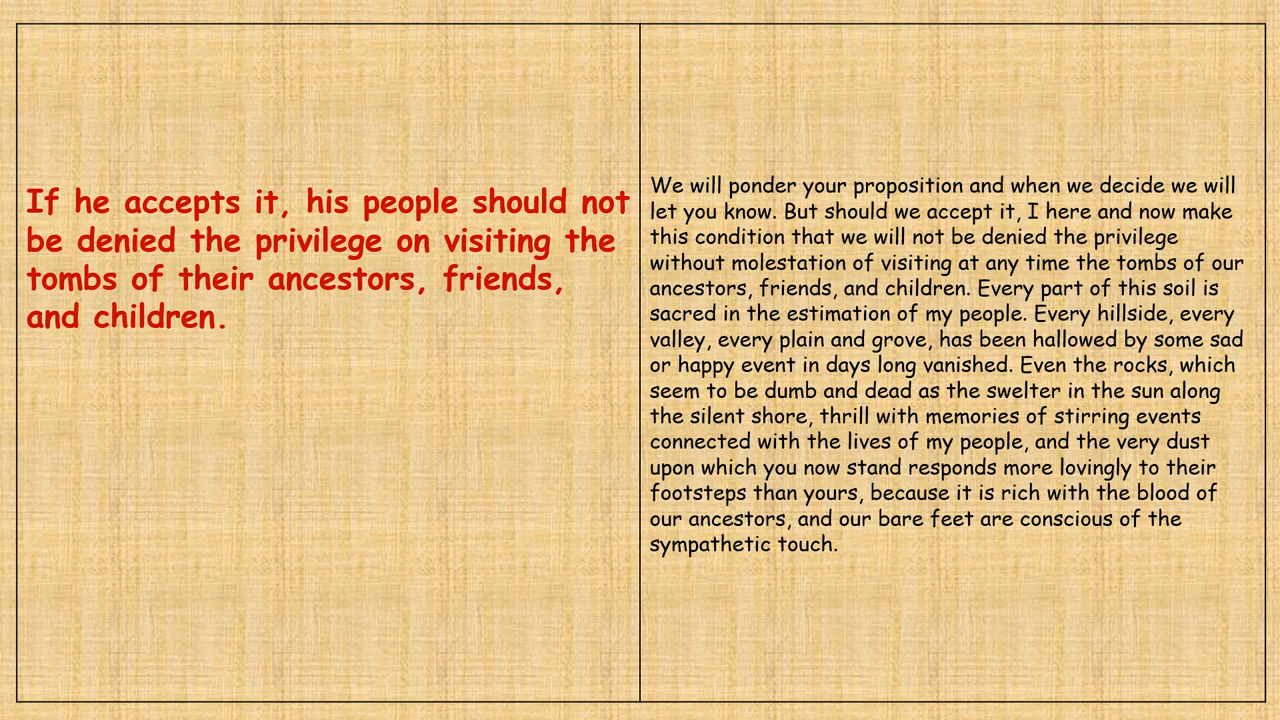 If he accepts it, his people should not
be denied the privilege on visiting the
tombs of their ancestors, friends,
and children.
We will ponder your proposition and when we decide we will
let you know. But should we accept it, I here and now make
this condition that we will not be denied the privilege
without molestation of visiting at any time the tombs of our
ancestors, friends, and children. Every part of this soil is
sacred in the estimation of my people. Every hillside, every
valley, every plain and grove, has been hallowed by some sad
or happy event in days long vanished. Even the rocks, which
seem to be dumb and dead as the swelter in the sun along
the silent shore, thrill with memories of stirring events
connected with the lives of my people, and the very dust
upon which you now stand responds more lovingly to their
footsteps than yours, because it is rich with the blood of
our ancestors, and our bare feet are conscious of the
sympathetic touch.